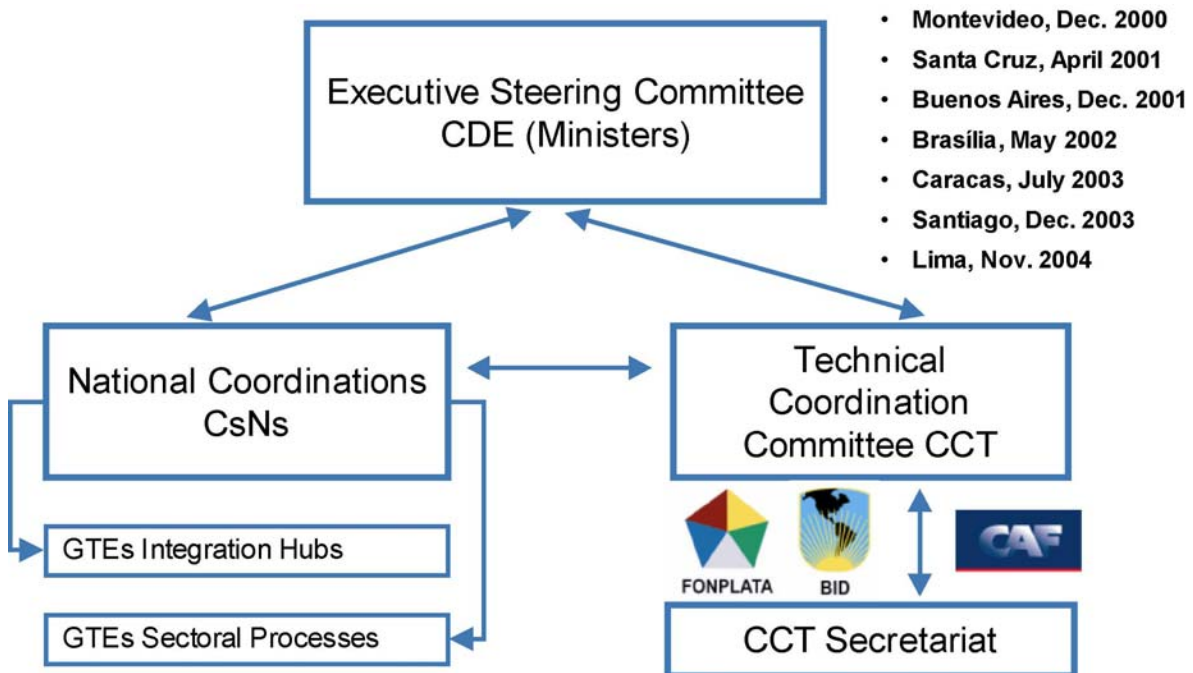 Executive Steering Committee
CDE (Ministers)
• Montevideo, Dec. 2000
• Santa Cruz, April 2001
• Buenos Aires, Dec. 2001
• Brasília, May 2002
• Caracas, July 2003
• Santiago, Dec. 2003
• Lima, Nov. 2004
National Coordinations
CsNs
Technical
Coordination
Committee CCT
GTEs Integration Hubs
GTEs Sectoral Processes
FONPLATA
BID
CAF
CCT Secretariat